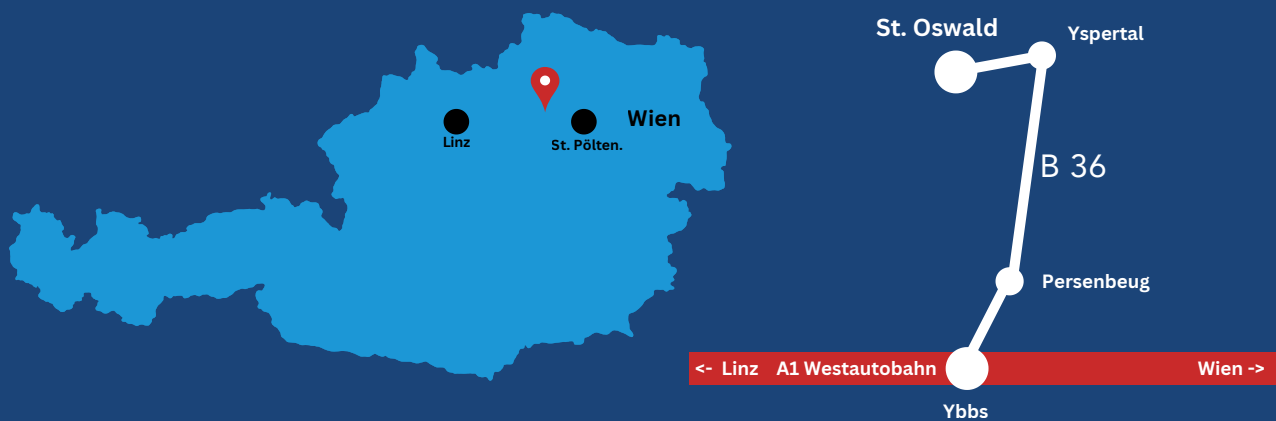 Linz
St. Pölten.
Wien
St. Oswald
Yspertal
B 36
Persenbeug
<- Linz A1 Westautobahn
Wien ->
Ybbs